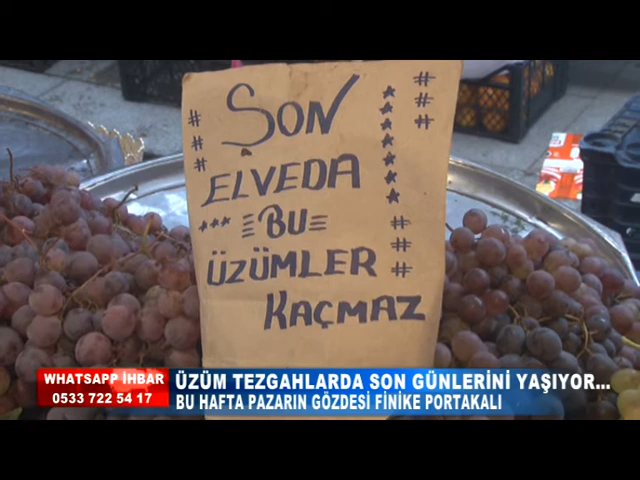 # # ŞON ###
# ELVEDA ★★★★★★★
*** ≡BU≡ #
ÜZÜMLER #
KAÇMAZ #
WHATSAPP İHBAR
0533 722 54 17
ÜZÜM TEZGAHLARDA SON GÜNLERİNİ YAŞIYOR...
BU HAFTA PAZARIN GÖZDESİ FİNİKE PORTAKALI